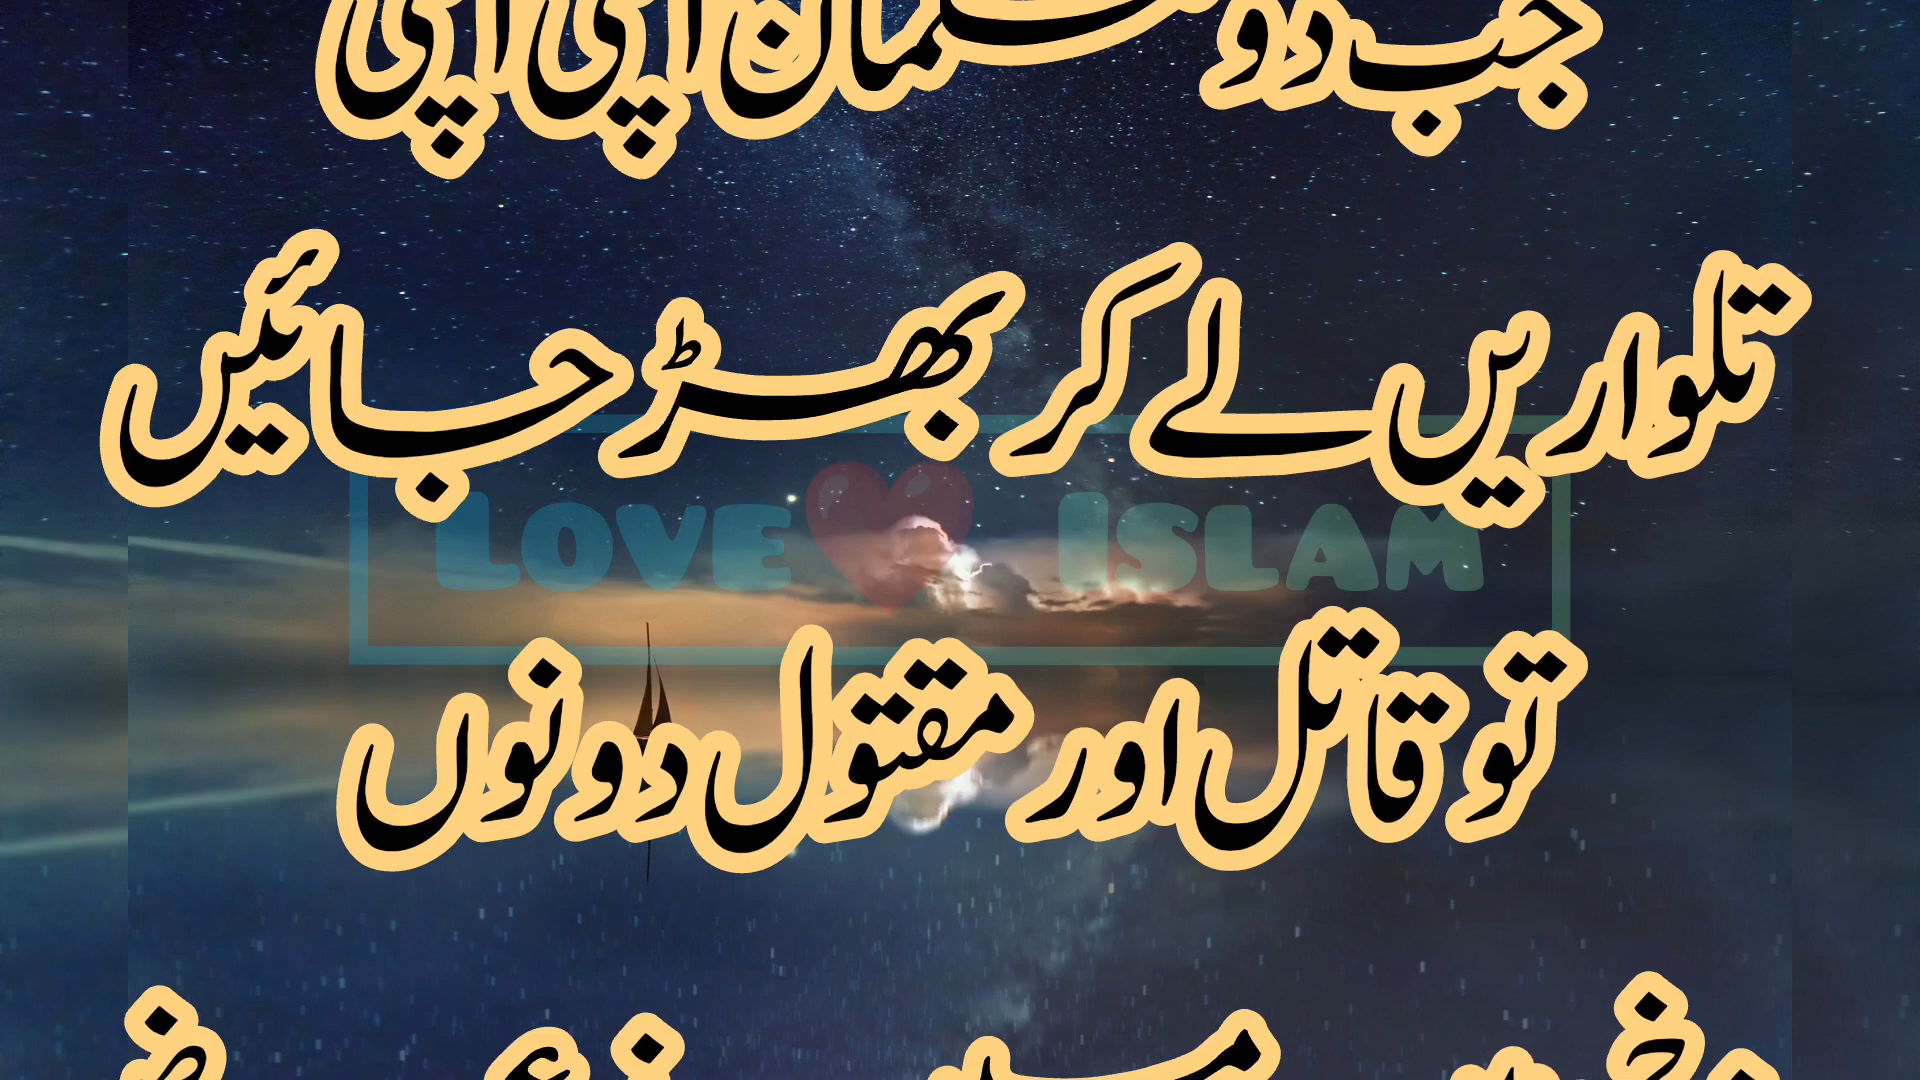 جب دو مسلمان اپنی اپنی
تلواریں لے کر بھڑ جائیں
Love ❤ Islam
تو قاتل اور مقتول دونوں